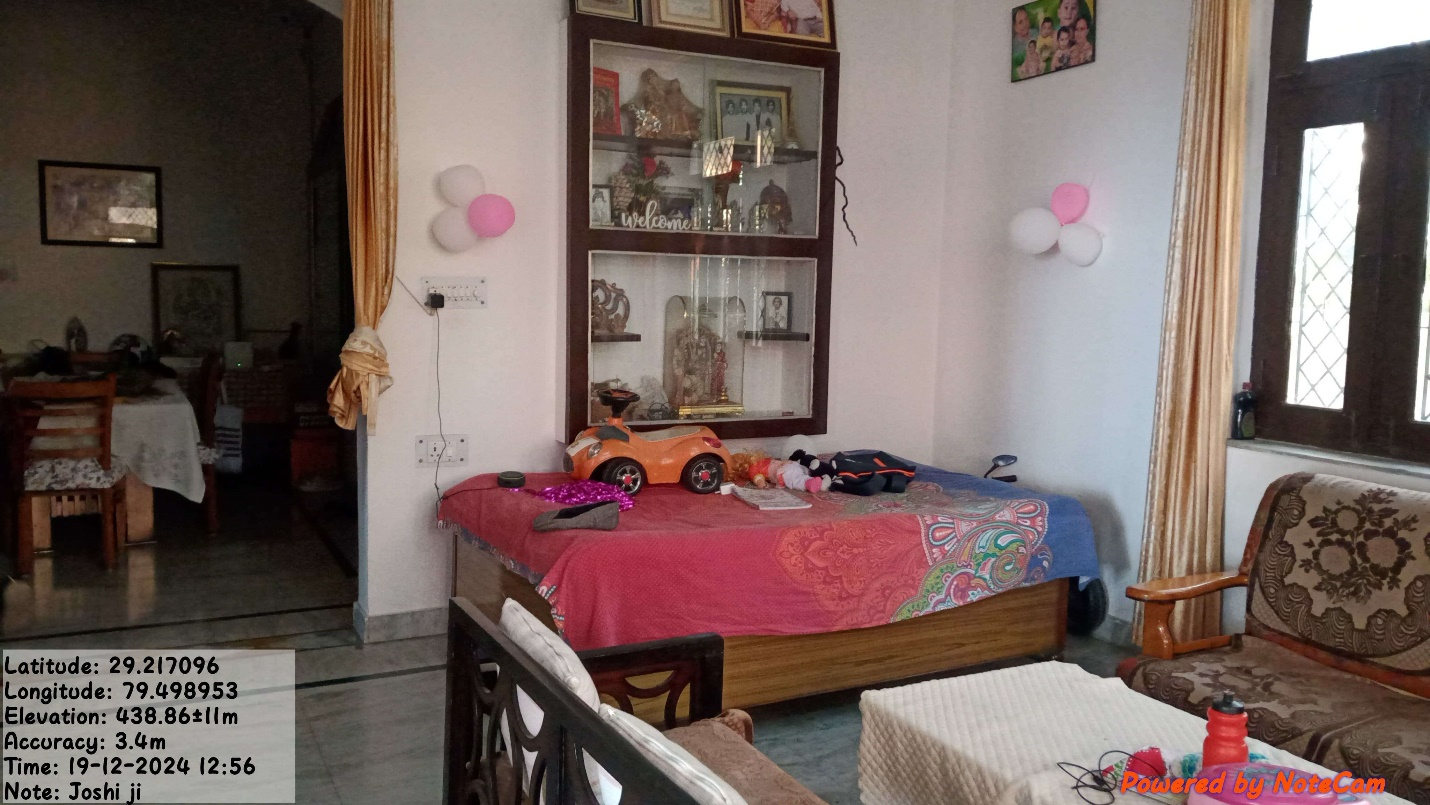 welcome
Latitude: 29.217096
Longitude: 79.498953
Elevation: 438.86±11m
Accuracy: 3.4m
Time: 19-12-2024 12:56
Note: Joshi ji
Powered by NoteCam